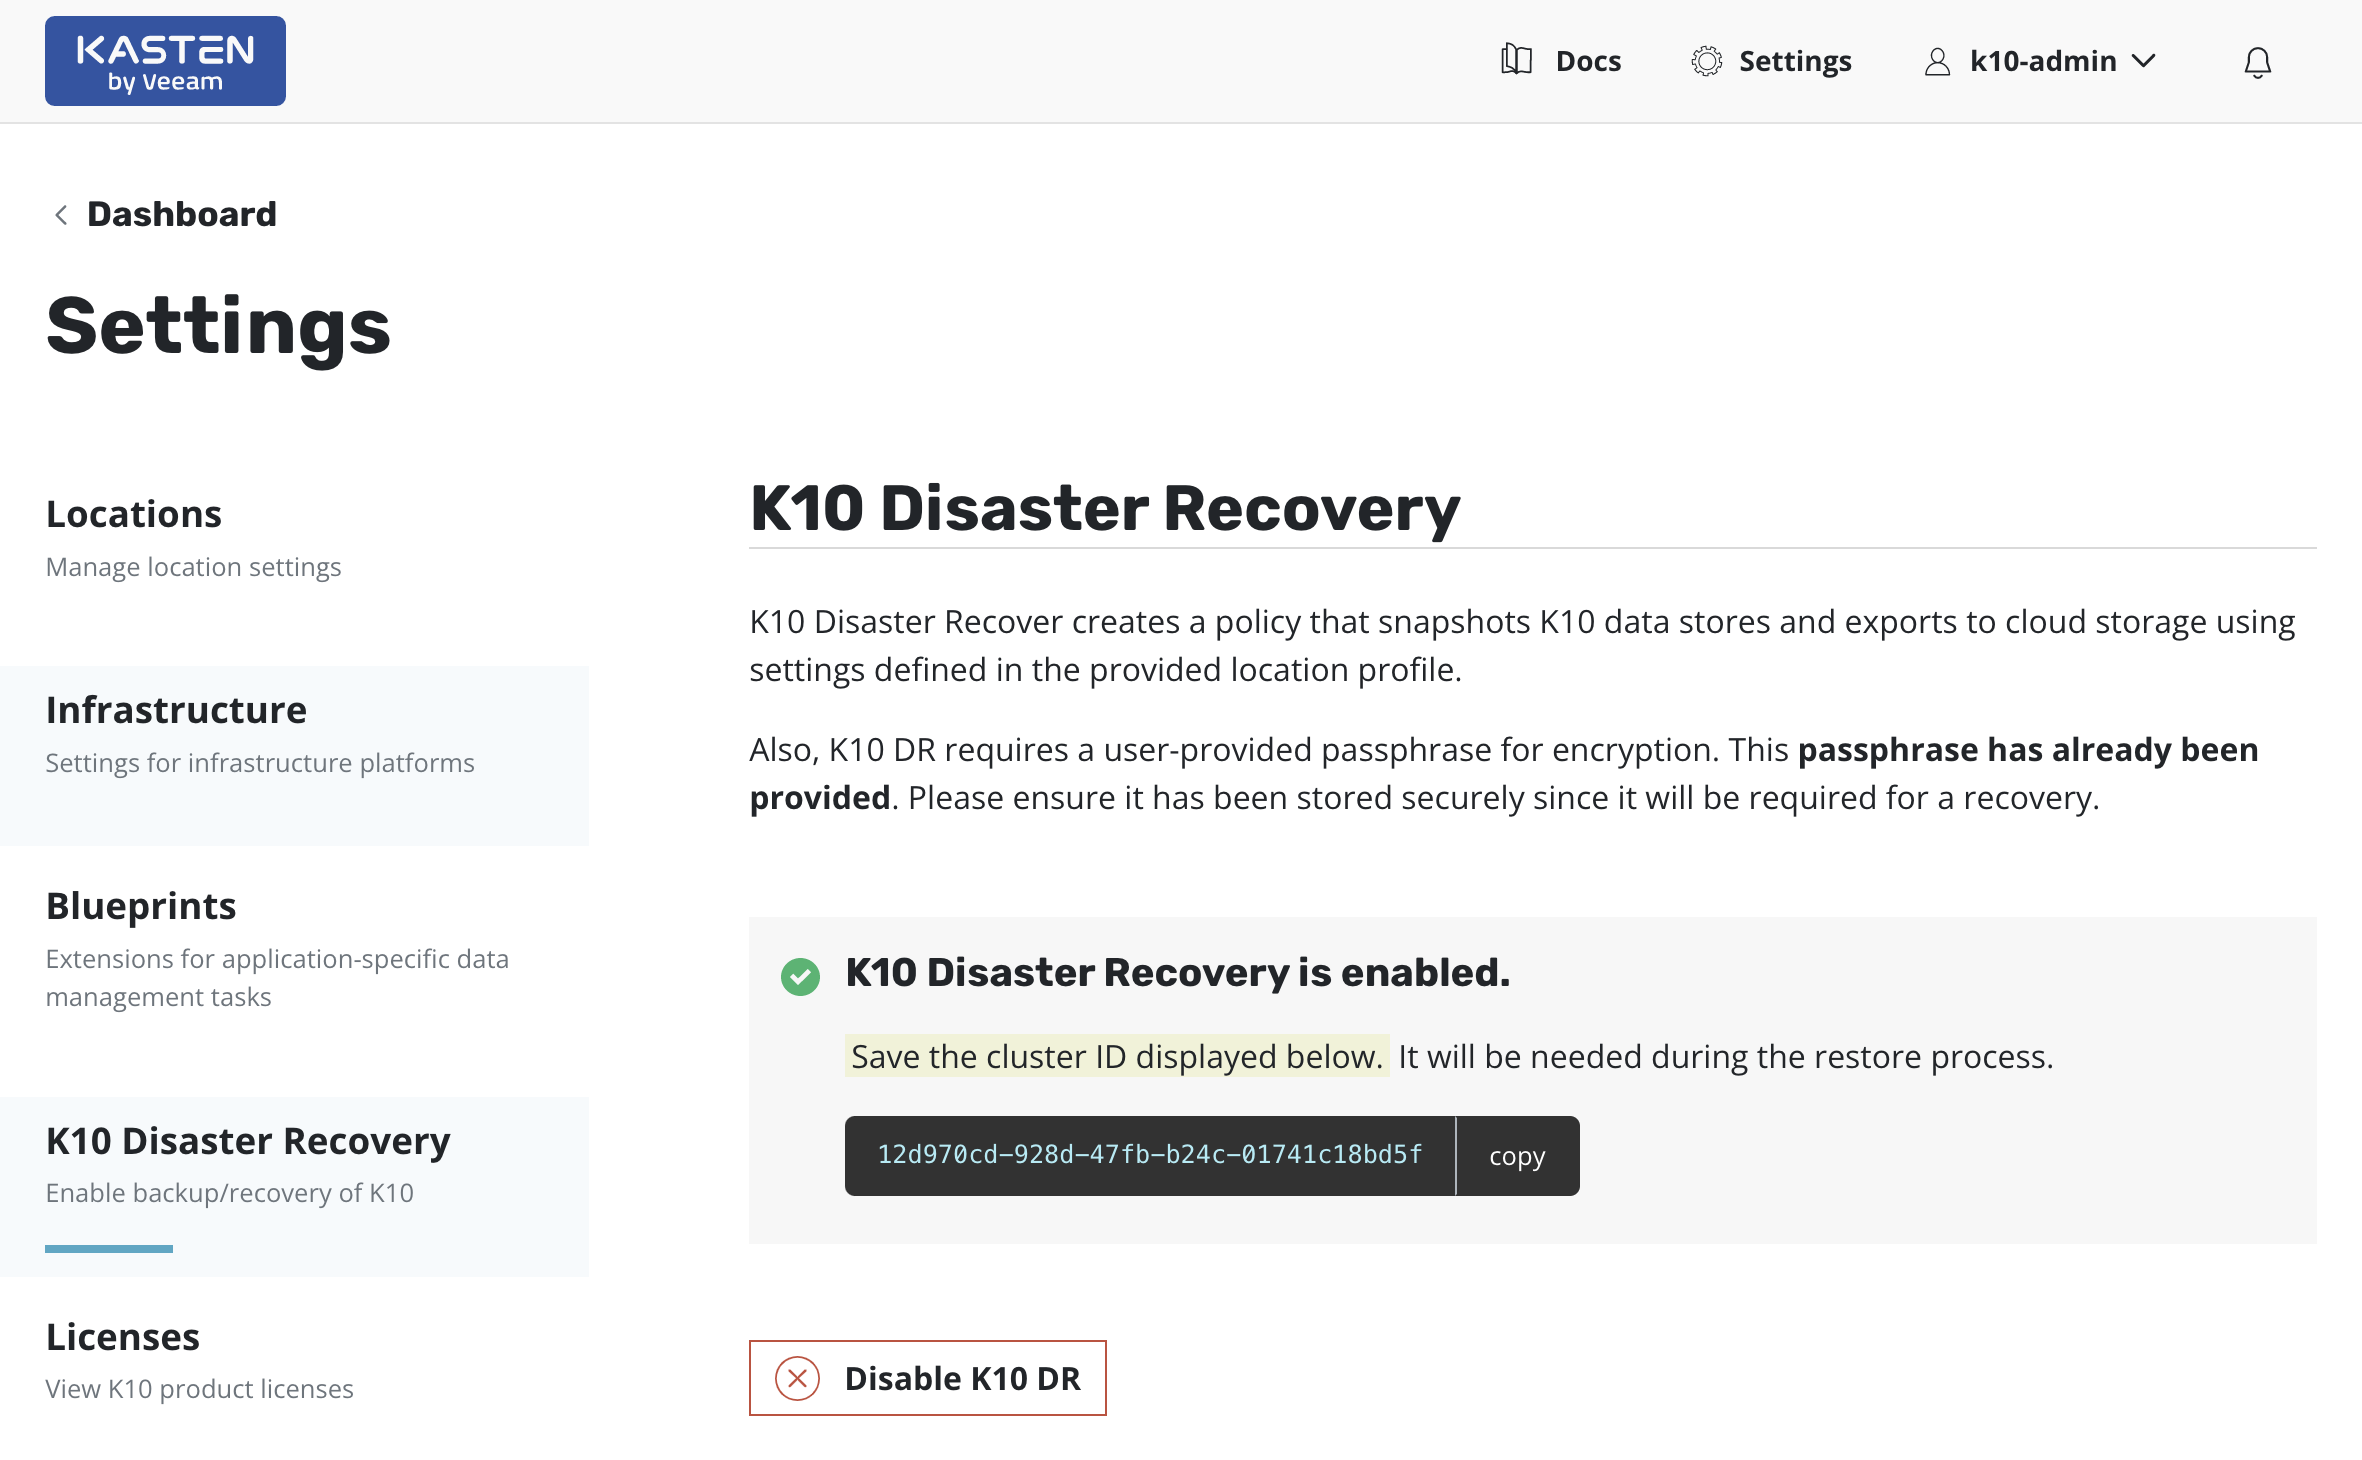 KASTEN
by Veeam
Docs
Settings
k10-admin
Dashboard
Settings
Locations
Manage location settings
Infrastructure
Settings for infrastructure platforms
Blueprints
Extensions for application-specific data
management tasks
K10 Disaster Recovery
Enable backup/recovery of K10
Licenses
View K10 product licenses
K10 Disaster Recovery
K10 Disaster Recover creates a policy that snapshots K10 data stores and exports to cloud storage using
settings defined in the provided location profile.
Also, K10 DR requires a user-provided passphrase for encryption. This passphrase has already been
provided. Please ensure it has been stored securely since it will be required for a recovery.
K10 Disaster Recovery is enabled.
Save the cluster ID displayed below. It will be needed during the restore process.
12d970cd-928d-47fb-b24c-01741c18bd5f
copy
Disable K10 DR